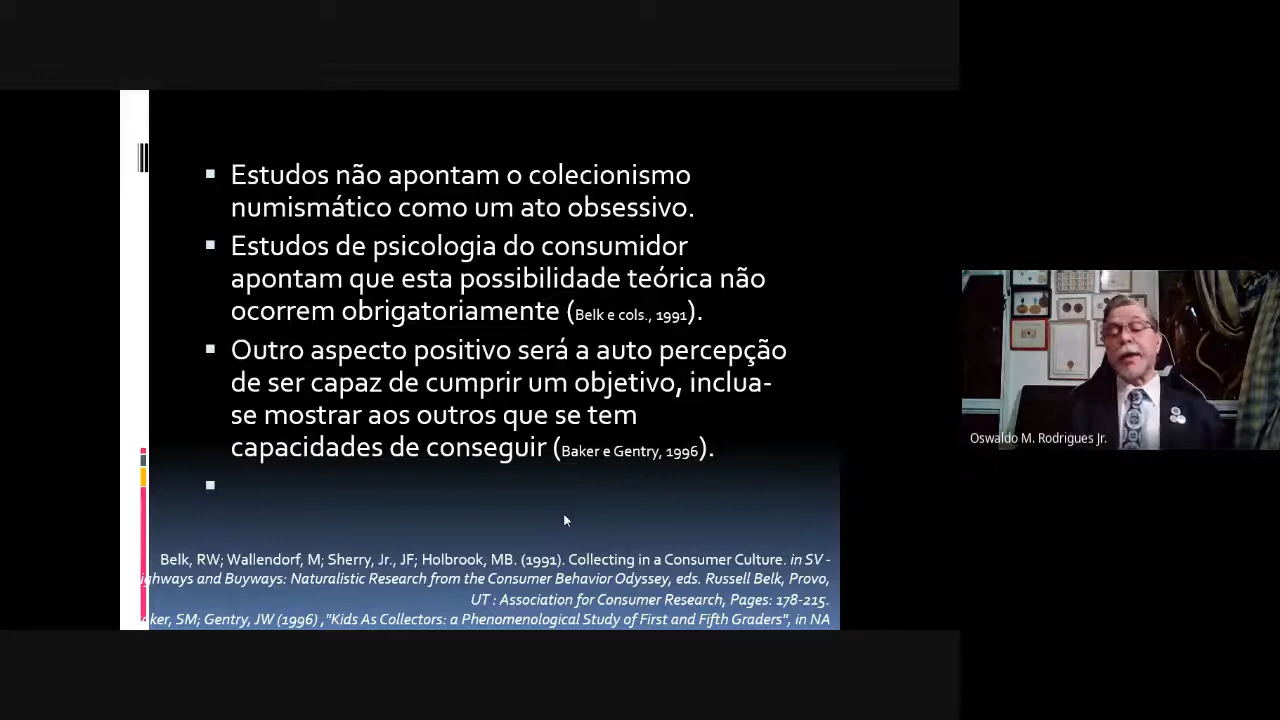 Estudos não apontam o colecionismo
numismático como um ato obsessivo.
Estudos de psicologia do consumidor
apontam que esta possibilidade teórica não
ocorrem obrigatoriamente (Belk e cols., 1991).
Outro aspecto positivo será a auto percepção
de ser capaz de cumprir um objetivo, inclua-
se mostrar aos outros que se tem
capacidades de conseguir (Baker e Gentry, 1996).
Belk, RW; Wallendorf, M; Sherry, Jr., JF; Holbrook, MB. (1991). Collecting in a Consumer Culture. in SV -
ighways and Buyways: Naturalistic Research from the Consumer Behavior Odyssey, eds. Russell Belk, Provo,
UT : Association for Consumer Research, Pages: 178-215.
ker, SM; Gentry, JW (1996) ,"Kids As Collectors: a Phenomenological Study of First and Fifth Graders", in NA
Oswaldo M. Rodrigues Jr.